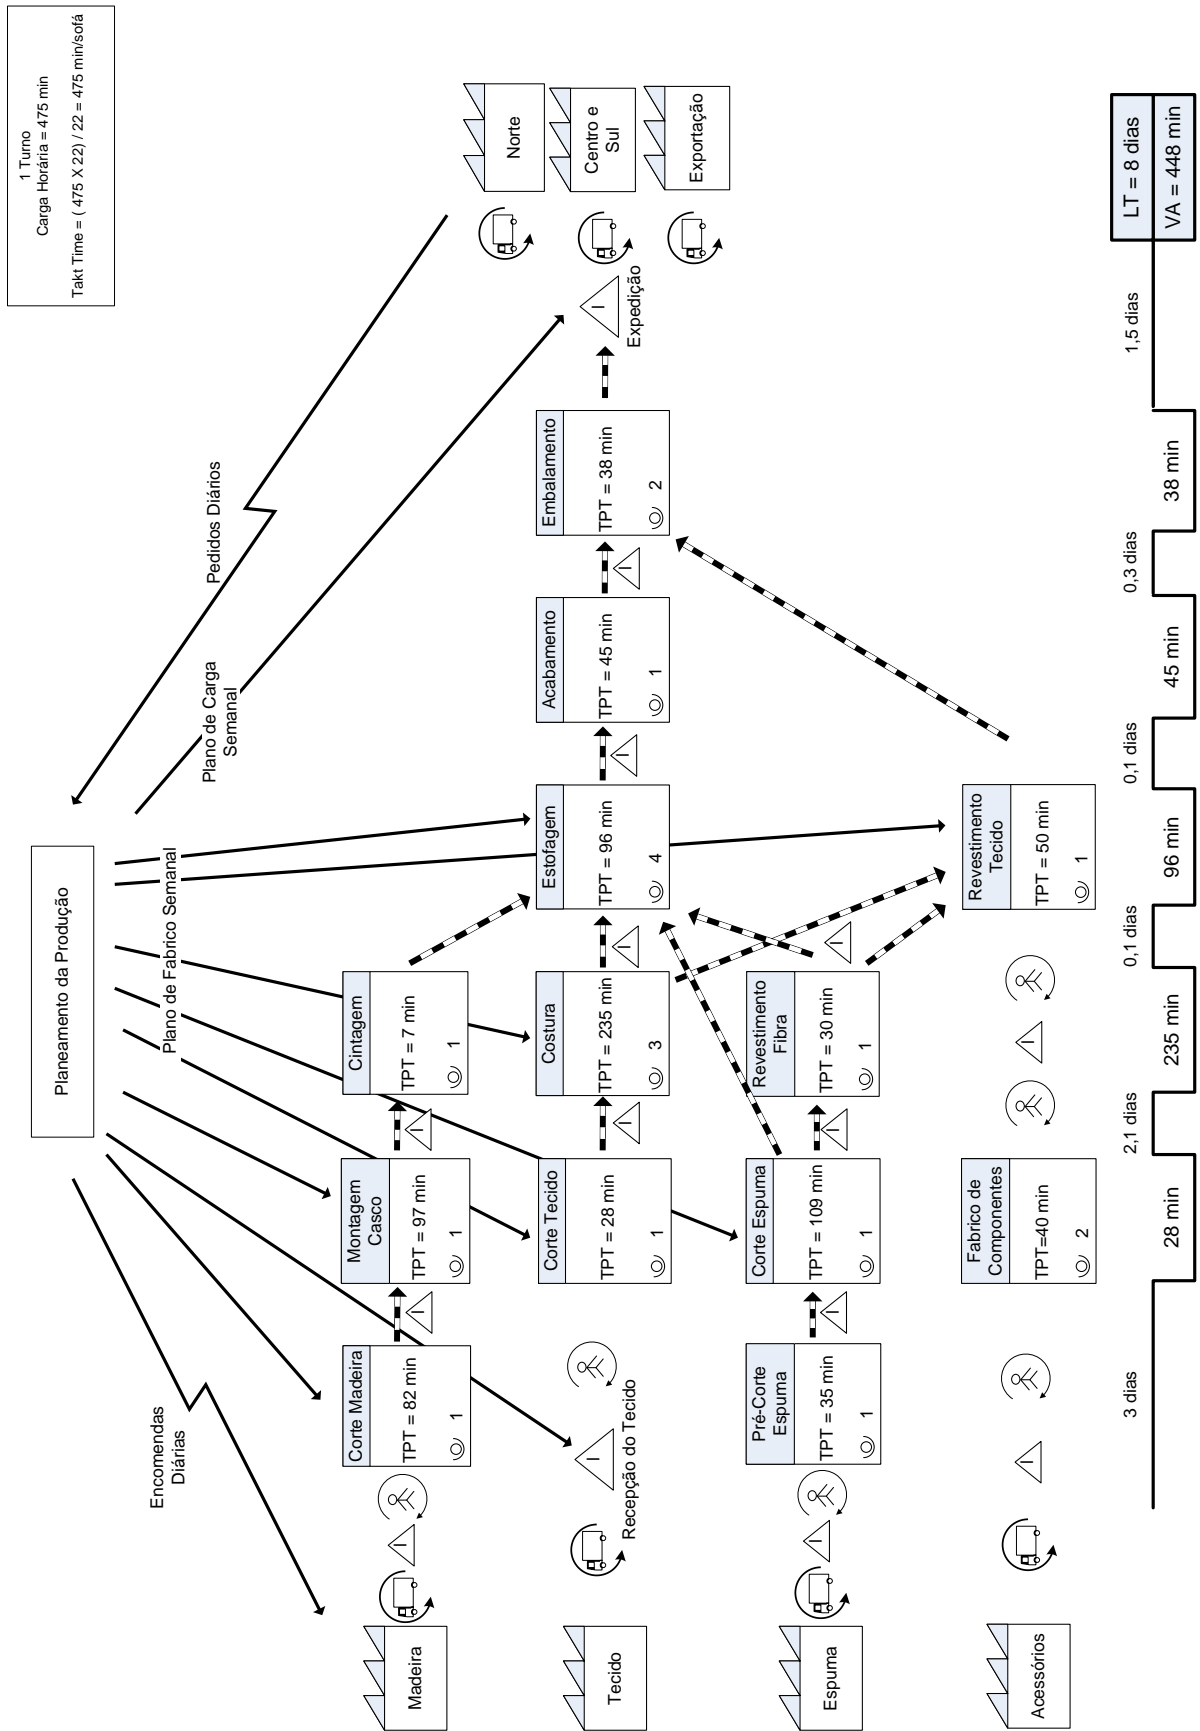 1 Turno
Carga Horária = 475 min
Takt Time = ( 475 X 22) / 22 = 475 min/sofá
Planeamento da Produção
Encomendas
Diárias
Plano de Fabrico Semanal
Plano de Carga
Semanal
Pedidos Diários
Madeira
Corte Madeira
TPT = 82 min
1
I
I
Montagem
Casco
TPT = 97 min
1
I
Cintagem
TPT = 7 min
1
Norte
Centro e
Sul
Exportação
Tecido
I
Recepção do Tecido
Corte Tecido
TPT = 28 min
1
I
Costura
TPT = 235 min
3
I
Estofagem
TPT = 96 min
4
I
Acabamento
TPT = 45 min
1
I
Embalamento
TPT = 38 min
2
I
Expedição
Espuma
I
Pré-Corte
Espuma
TPT = 35 min
1
I
Corte Espuma
TPT = 109 min
1
I
Revestimento
Fibra
TPT = 30 min
1
I
Acessórios
I
Fabrico de
Componentes
TPT=40 min
2
I
Revestimento
Tecido
TPT = 50 min
1
3 dias
28 min
2,1 dias
235 min
0,1 dias
96 min
0,1 dias
45 min
0,3 dias
38 min
1,5 dias
LT = 8 dias
VA = 448 min